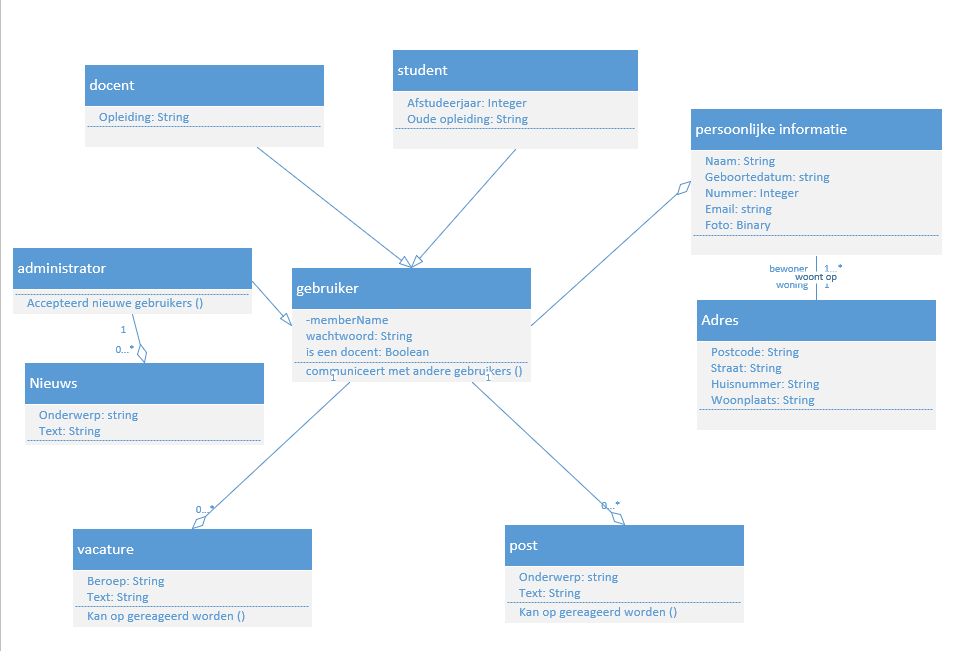 docent
Opleiding: String
student
Afstudeerjaar: Integer
Oude opleiding: String
persoonlijke informatie
Naam: String
Geboortedatum: string
Nummer: Integer
Email: string
Foto: Binary
bewoner 1...*
woont op
woning 1
Adres
Postcode: String
Straat: String
Huisnummer: String
Woonplaats: String
administrator
Accepteerd nieuwe gebruikers ()
1
0...*
Nieuws
Onderwerp: string
Text: String
gebruiker
-memberName
wachtwoord: String
is een docent: Boolean
communiceert met andere gebruikers ()
1
1
0...*
0...*
vacature
Beroep: String
Text: String
Kan op gereageerd worden ()
post
Onderwerp: string
Text: String
Kan op gereageerd worden ()